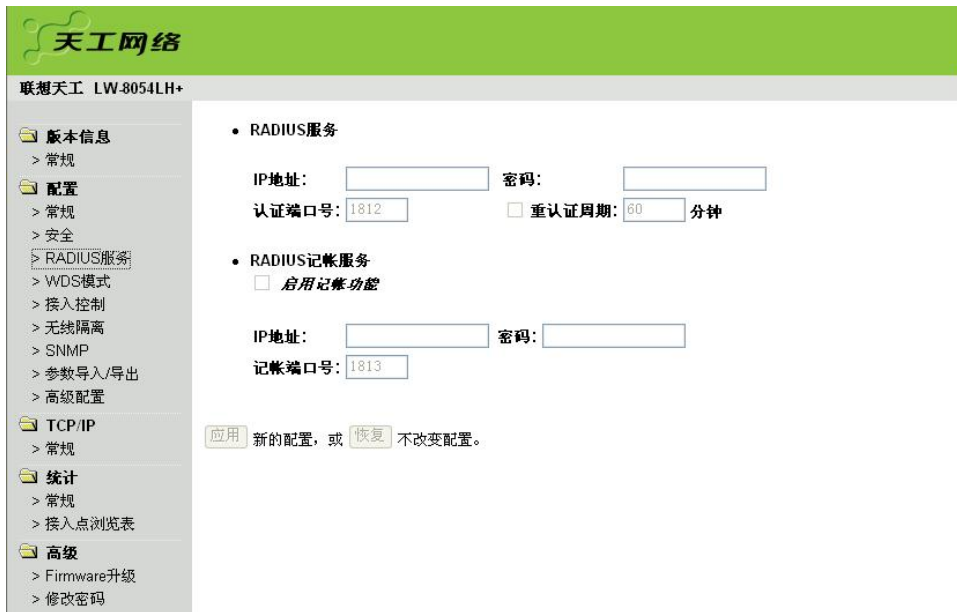 天工网络
联想天工 LW-8054LH+
版本信息
> 常规
配置
> 常规
> 安全
> RADIUS服务
> WDS模式
> 接入控制
> 无线隔离
> SNMP
> 参数导入/导出
> 高级配置
TCP/IP
> 常规
统计
> 常规
> 接入点浏览表
高级
> Firmware升级
> 修改密码
• RADIUS服务
IP地址： 密码：
认证端口号： 1812 重认证周期： 60 分钟
• RADIUS记帐服务
启用记帐功能
IP地址： 密码：
记帐端口号： 1813
应用 新的配置，或 恢复 不改变配置。